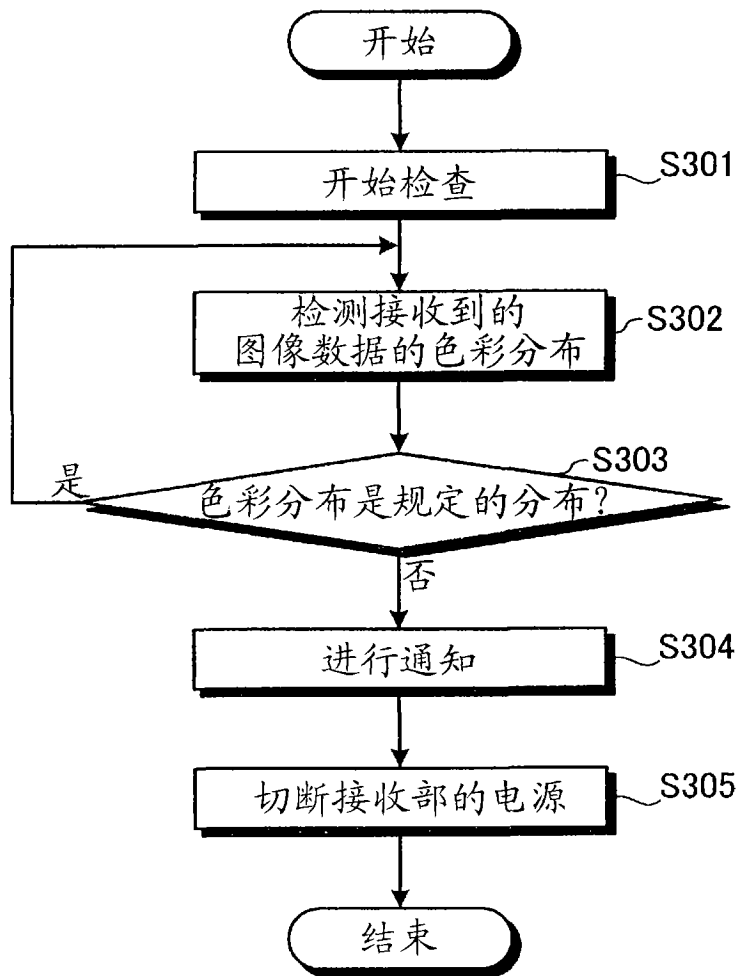 开始
开始检查
S301
检测接收到的
图像数据的色彩分布
S302
S303
色彩分布是规定的分布？
是
否
进行通知
S304
切断接收部的电源
S305
结束